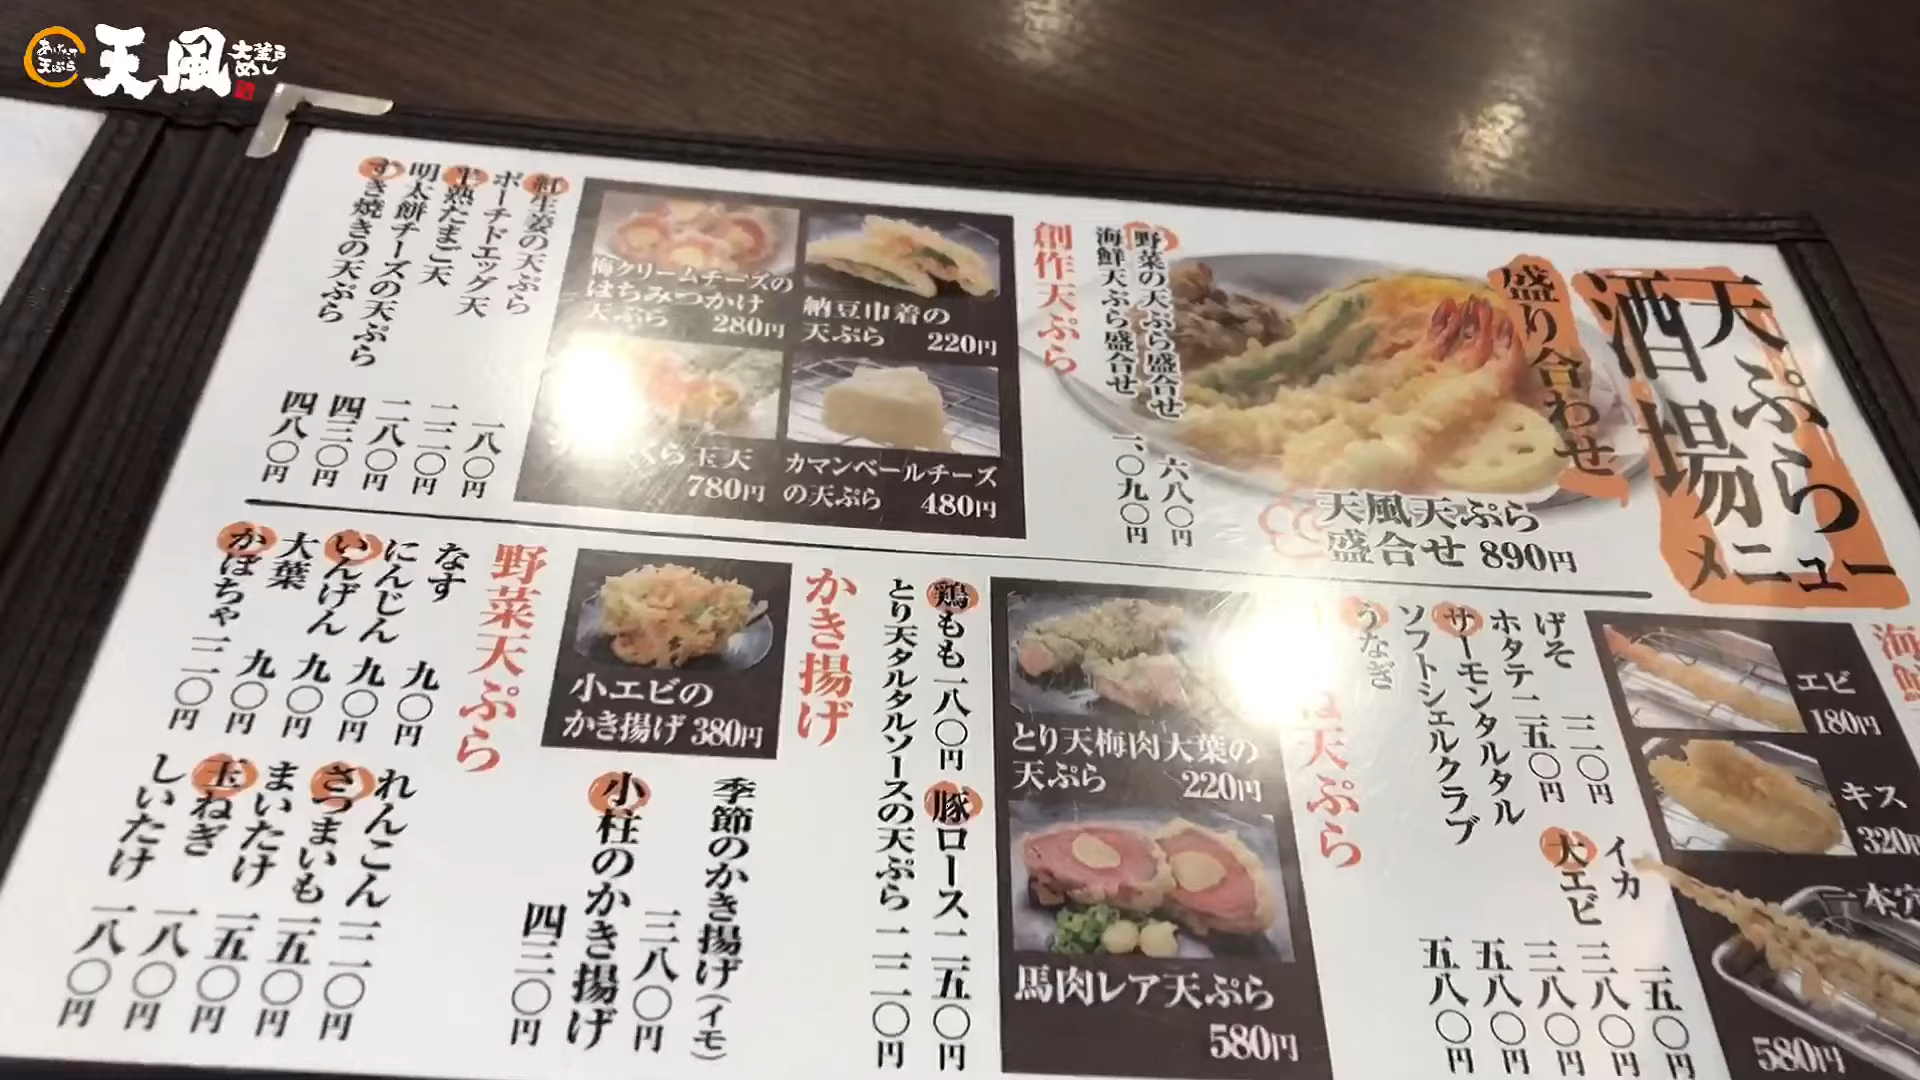 あげたて
天ぷら
天風
大釜戸
めし
天ぷら
酒場
メニュー
盛り合わせ
天風天ぷら
盛合せ 890円
野菜の天ぷら盛合せ 六八〇円
海鮮天ぷら盛合せ 一、〇九〇円
創作天ぷら
納豆巾着の
天ぷら 220円
梅クリームチーズの
はちみつかけ
天ぷら 280円
カマンベールチーズ
の天ぷら 480円
くら玉天
780円
紅生姜の天ぷら 一八〇円
ポーチドエッグ天
半熟たまご天 一八〇円
明太餅チーズの天ぷら 四三〇円
すき焼きの天ぷら 四八〇円
海
エビ
180円
キス
320円
一本穴
580円
げそ
ホタテ 二五〇円
サーモンタルタル
ソフトシェルクラブ
うなぎ
イカ
大エビ
一五〇円
三八〇円
三八〇円
五八〇円
五八〇円
天ぷら
とり天梅肉大葉の
天ぷら 220円
馬肉レア天ぷら
580円
鶏もも 一八〇円
豚ロース 二五〇円
とり天タルタルソースの天ぷら
かき揚げ
小エビの
かき揚げ 380円
季節のかき揚げ(イモ) 三八〇円
小柱のかき揚げ 四三〇円
野菜天ぷら
なす 九〇円
にんじん 九〇円
いんげん 九〇円
大葉 九〇円
かぼちゃ
れんこん
さつまいも 一五〇円
まいたけ 一五〇円
玉ねぎ 一八〇円
しいたけ 一八〇円